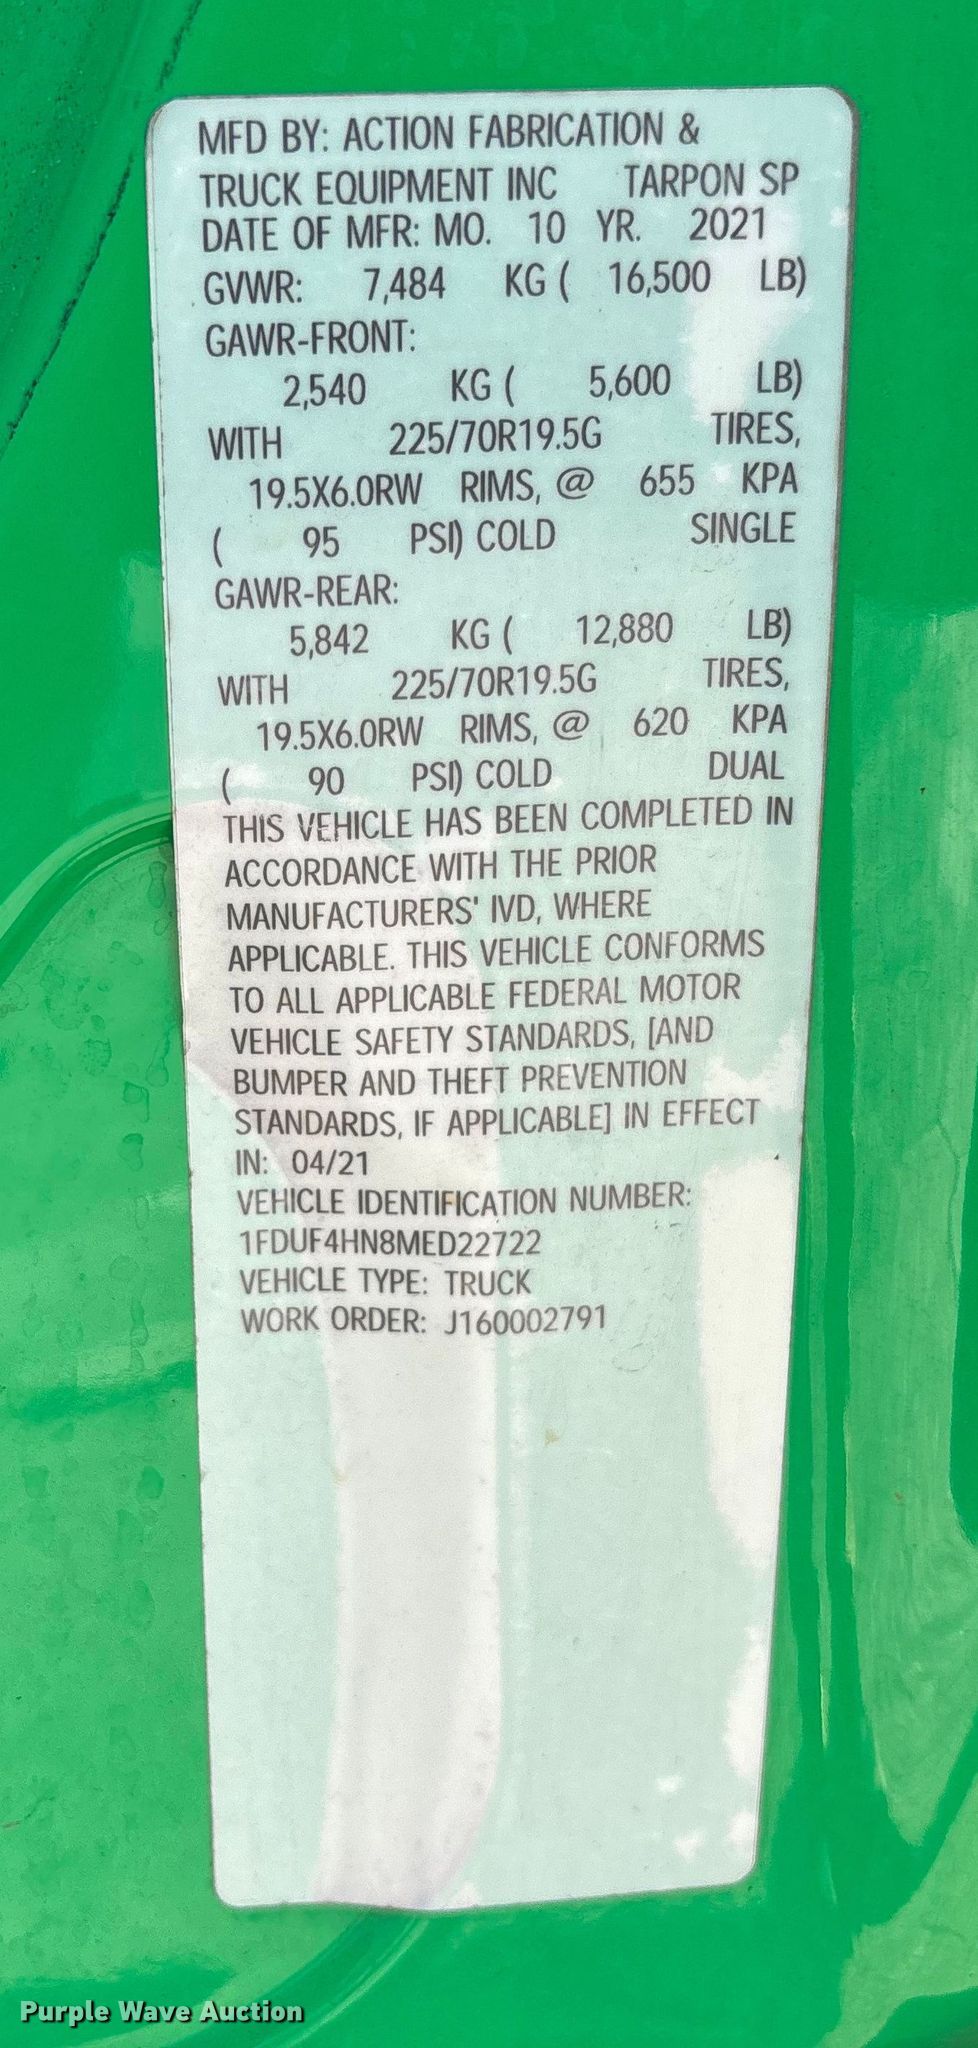 MFD BY: ACTION FABRICATION &
TRUCK EQUIPMENT INC TARPON SP
DATE OF MFR: MO. 10 YR. 2021
GVWR: 7,484 KG ( 16,500 LB)
GAWR-FRONT:
2,540 KG ( 5,600 LB)
WITH 225/70R19.5G TIRES,
19.5X6.0RW RIMS, @ 655 KPA
( 95 PSI) COLD SINGLE
GAWR-REAR:
5,842 KG ( 12,880 LB)
WITH 225/70R19.5G TIRES,
19.5X6.0RW RIMS, @ 620 KPA
( 90 PSI) COLD DUAL
THIS VEHICLE HAS BEEN COMPLETED IN
ACCORDANCE WITH THE PRIOR
MANUFACTURERS' IVD, WHERE
APPLICABLE. THIS VEHICLE CONFORMS
TO ALL APPLICABLE FEDERAL MOTOR
VEHICLE SAFETY STANDARDS, [AND
BUMPER AND THEFT PREVENTION
STANDARDS, IF APPLICABLE] IN EFFECT
IN: 04/21
VEHICLE IDENTIFICATION NUMBER:
1FDUF4HN8MED22722
VEHICLE TYPE: TRUCK
WORK ORDER: J160002791
Purple Wave Auction